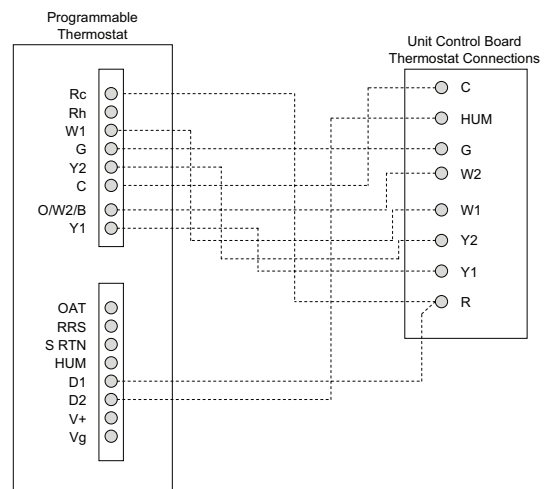 Programmable
Thermostat
Unit Control Board
Thermostat Connections
Rc
Rh
W1
G
Y2
C
O/W2/B
Y1
OAT
RRS
S RTN
HUM
D1
D2
V+
Vg
C
HUM
G
W2
W1
Y2
Y1
R